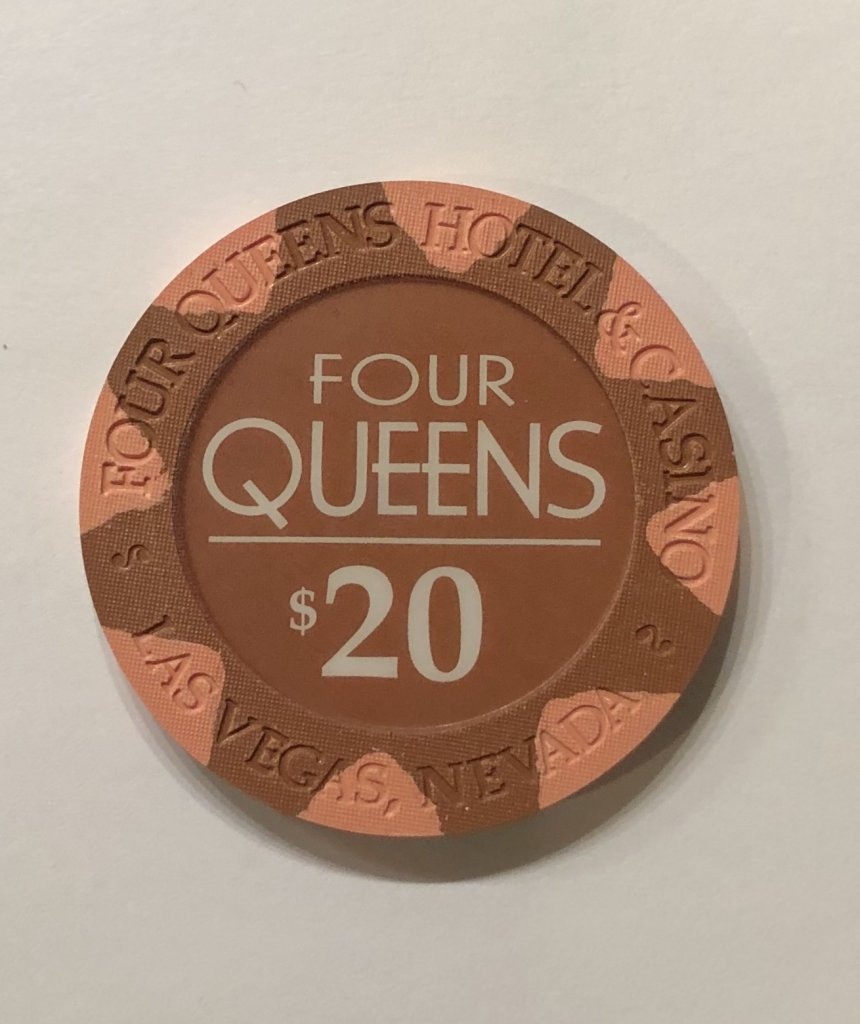 FOUR QUEENS HOTEL & CASINO
FOUR
QUEENS
$20
LAS VEGAS, NEVADA